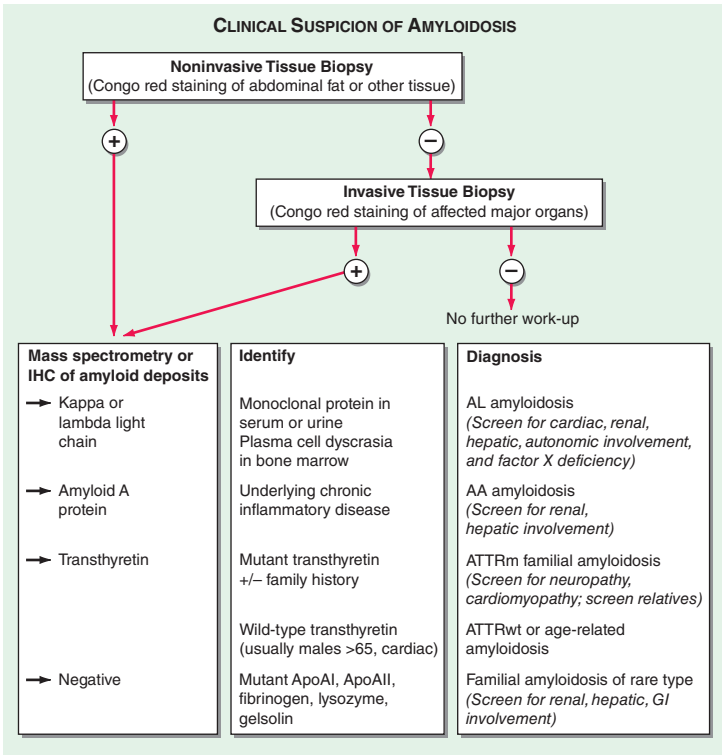 CLINICAL SUSPICION OF AMYLOIDOSIS
Noninvasive Tissue Biopsy
(Congo red staining of abdominal fat or other tissue)
+
–
Invasive Tissue Biopsy
(Congo red staining of affected major organs)
+
–
No further work-up
Mass spectrometry or
IHC of amyloid deposits
Kappa or
lambda light
chain
Amyloid A
protein
Transthyretin
Negative
Identify
Monoclonal protein in
serum or urine
Plasma cell dyscrasia
in bone marrow
Underlying chronic
inflammatory disease
Mutant transthyretin
+/– family history
Wild-type transthyretin
(usually males >65, cardiac)
Mutant ApoAI, ApoAII,
fibrinogen, lysozyme,
gelsolin
Diagnosis
AL amyloidosis
(Screen for cardiac, renal,
hepatic, autonomic involvement,
and factor X deficiency)
AA amyloidosis
(Screen for renal,
hepatic involvement)
ATTRm familial amyloidosis
(Screen for neuropathy,
cardiomyopathy; screen relatives)
ATTRwt or age-related
amyloidosis
Familial amyloidosis of rare type
(Screen for renal, hepatic, GI
involvement)